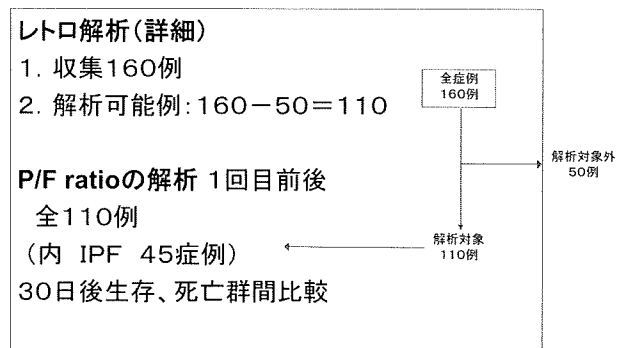 レトロ解析（詳細）
1. 収集160例
2. 解析可能例：160－50＝110
P/F ratioの解析 1回目前後
全110例
（内 IPF 45症例）
30日後生存、死亡群間比較
全症例
160例
解析対象外
50例
解析対象
110例